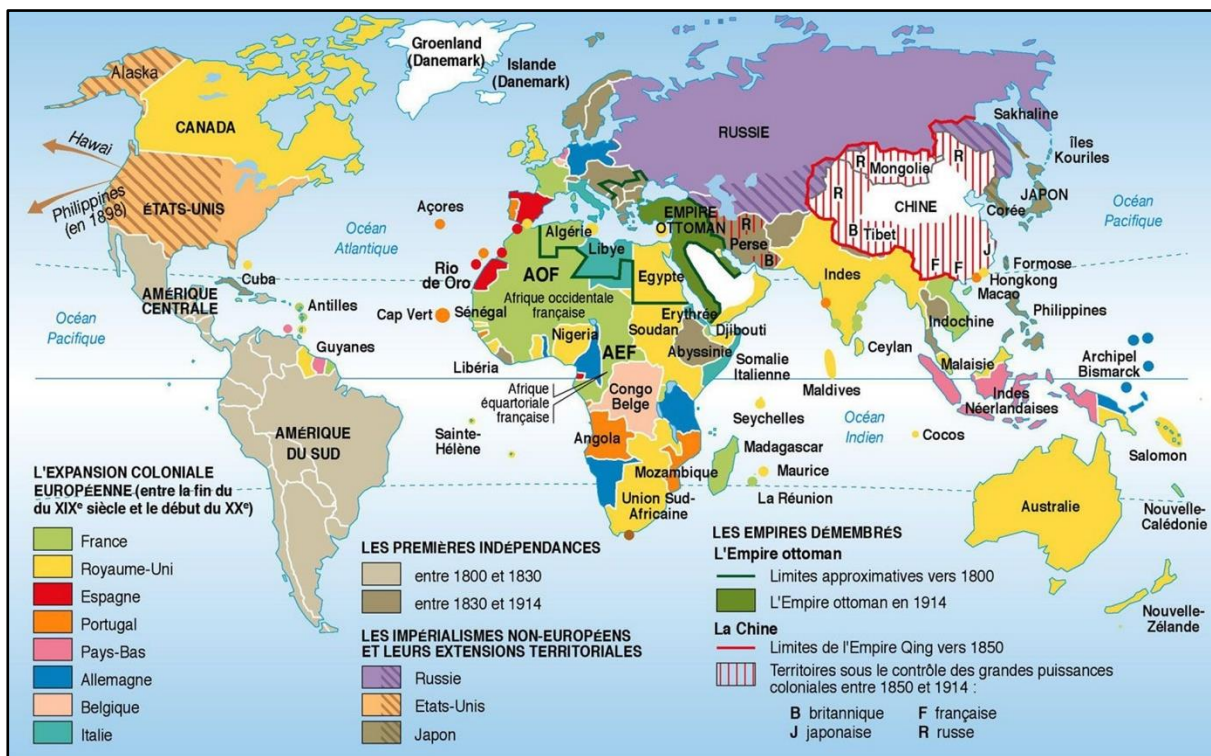 Groenland
(Danemark)
Islande
(Danemark)
Alaska
CANADA
RUSSIE
Sakhaline
îles
Kouriles
Hawai
Philippines
(en 1898)
ÉTATS-UNIS
Océan
Atlantique
Açores
Algérie
Libye
EMPIRE
OTTOMAN
R
Perse
B
R
R
Mongolie
R
CHINE
B
Tibet
J
F
F
Corée
JAPON
Océan
Pacifique
Cuba
AMÉRIQUE
CENTRALE
Antilles
Rio
de Oro
AOF
Afrique occidentale
française
Egypte
Indes
Formose
Hongkong
Macao
Océan
Pacifique
Guyanes
Cap Vert
Sénégal
Nigeria
Soudan
Erythrée
Djibouti
Abyssinie
Indochine
Philippines
Libéria
AEF
Somalie
Italienne
Ceylan
Malaisie
Archipel
Bismarck
Afrique
équartoriale
française
Congo
Belge
Maldives
Indes
Néerlandaises
Seychelles
Océan
Indien
Cocos
Salomon
AMÉRIQUE
DU SUD
Sainte-
Hélène
Angola
Madagascar
Mozambique
Maurice
La Réunion
Union Sud-
Africaine
Australie
Nouvelle-
Calédonie
Nouvelle-
Zélande
L'EXPANSION COLONIALE
EUROPÉENNE (entre la fin du
du XIXe siècle et le début du XXe)
France
Royaume-Uni
Espagne
Portugal
Pays-Bas
Allemagne
Belgique
Italie
LES PREMIÈRES INDÉPENDANCES
entre 1800 et 1830
entre 1830 et 1914
LES IMPÉRIALISMES NON-EUROPÉENS
ET LEURS EXTENSIONS TERRITORIALES
Russie
Etats-Unis
Japon
LES EMPIRES DÉMEMBRÉS
L'Empire ottoman
Limites approximatives vers 1800
L'Empire ottoman en 1914
La Chine
Limites de l'Empire Qing vers 1850
Territoires sous le contrôle des grandes puissances
coloniales entre 1850 et 1914 :
B britannique F française
J japonaise R russe